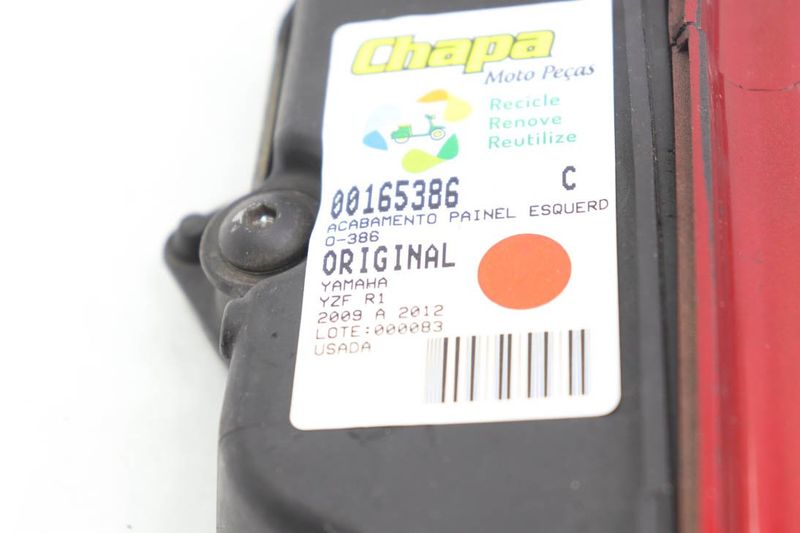 Chapa
Moto Peças
Recicle
Renove
Reutilize
00165386 C
ACABAMENTO PAINEL ESQUERD
O-386
ORIGINAL
YAMAHA
YZF R1
2009 A 2012
LOTE:000083
USADA